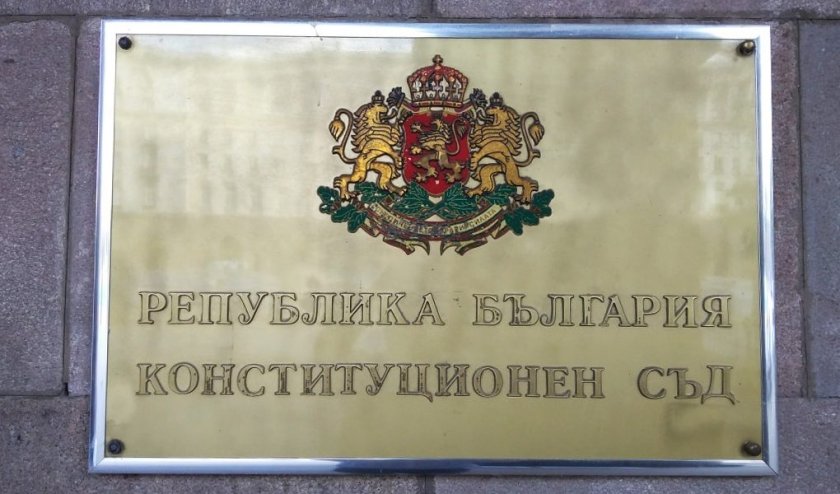 РЕПУБЛИКА БЪЛГАРИЯ
КОНСТИТУЦИОНЕН СЪД